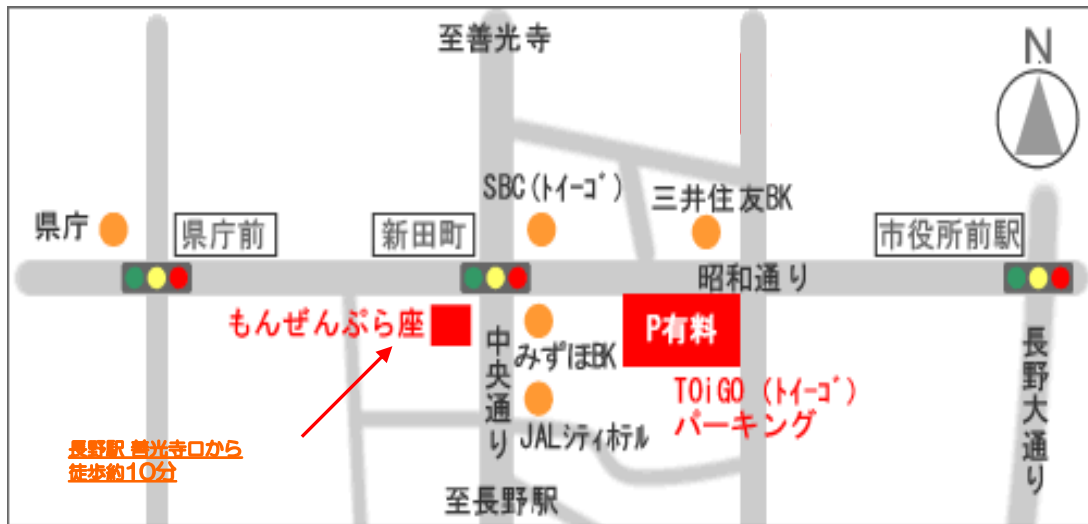 至善光寺
N
SBC(ﾄｲｰｺﾞ)
三井住友BK
県庁
県庁前
新田町
市役所前駅
昭和通り
もんぜんぷら座
中央通り
みずほBK
P有料
長野大通り
TOiGO (ﾄｲｰｺﾞ)
パーキング
JALｼﾃｨﾎﾃﾙ
長野駅 善光寺口から
徒歩約10分
至長野駅